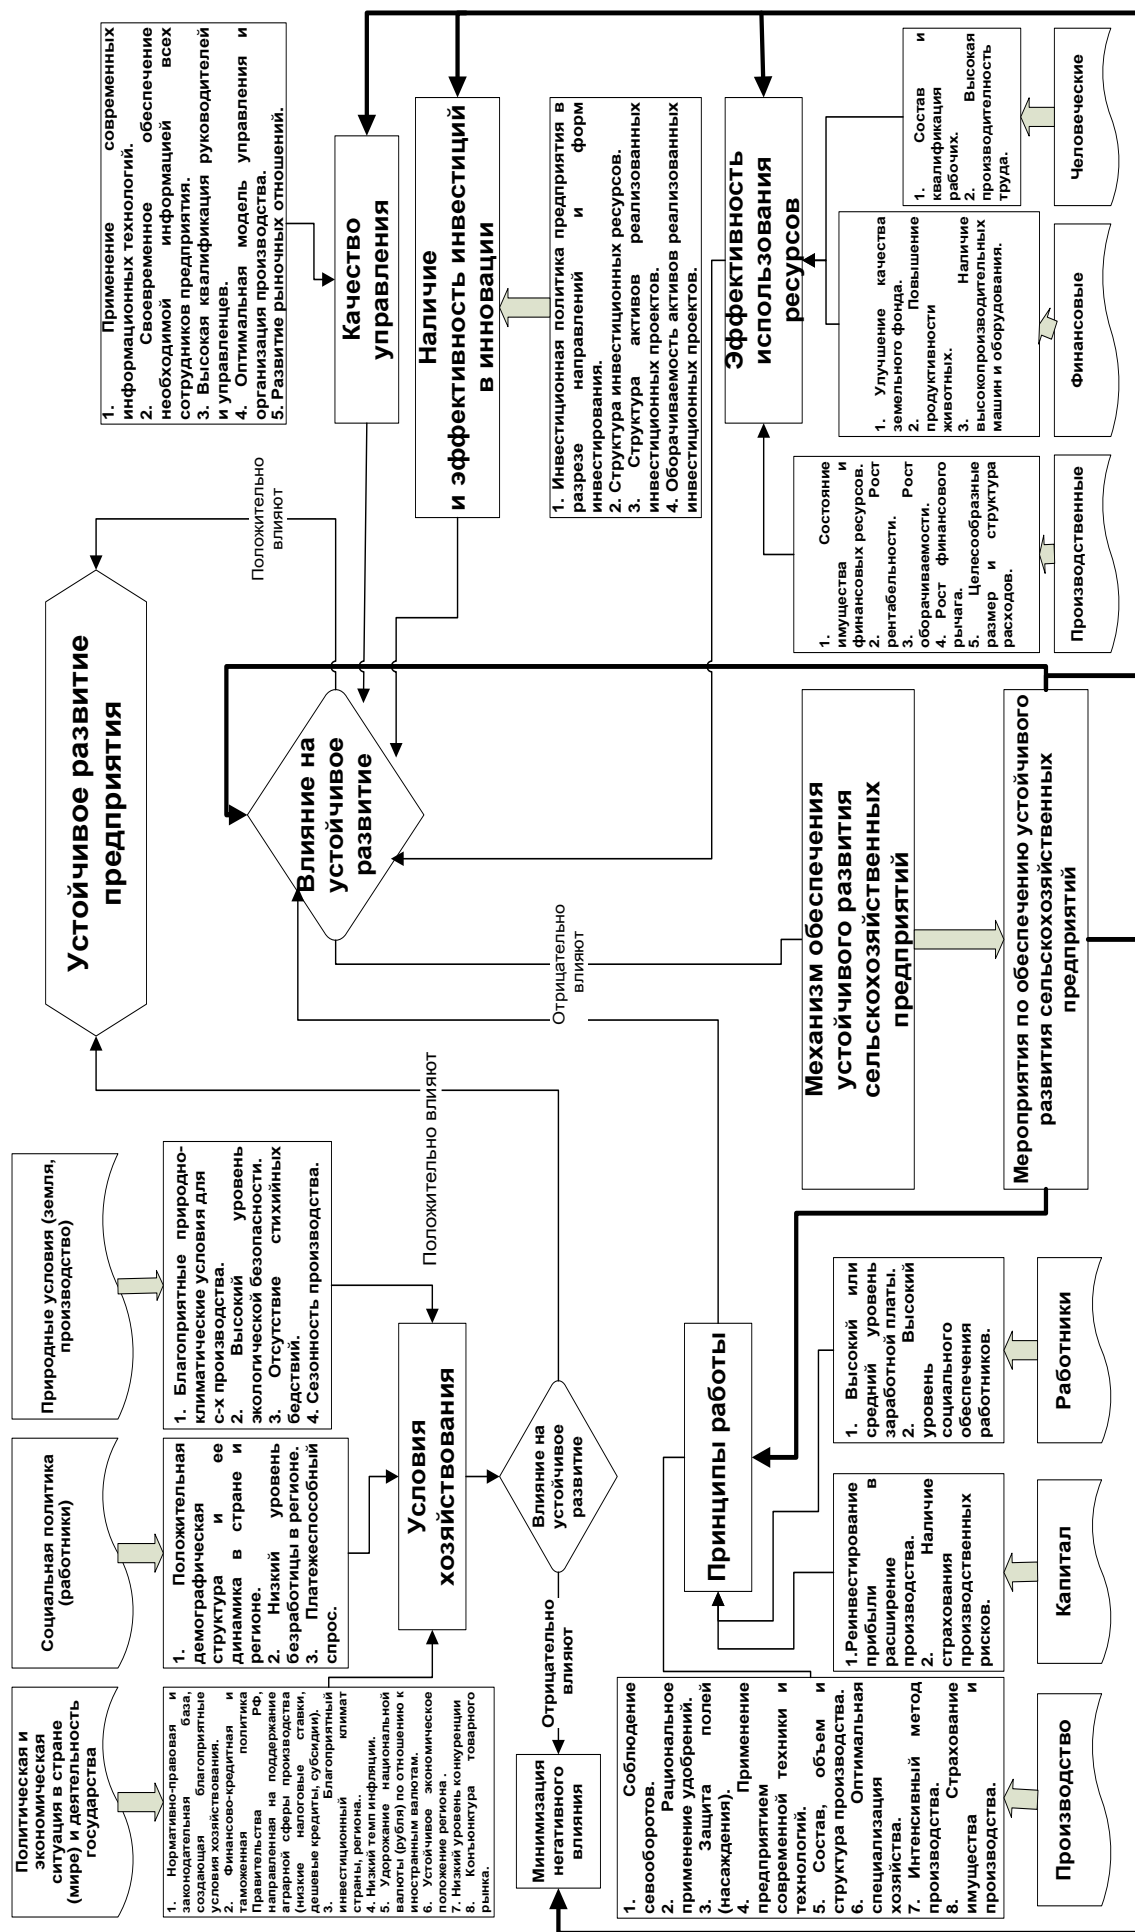 Политическая и
экономическая
ситуация в стране
(мире) и деятельность
государства
Социальная политика
(работники)
Природные условия (земля,
производство)
1. Нормативно-правовая и
законодательная база,
создающая благоприятные
условия хозяйствования.
2. Финансово-кредитная и
таможенная политика
Правительства РФ,
направленная на поддержание
аграрной сферы производства
(низкие налоговые ставки,
дешевые кредиты, субсидии).
3. Благоприятный
инвестиционный климат
страны, региона..
4. Низкий темп инфляции.
5. Удорожание национальной
валюты (рубля) по отношению к
иностранным валютам.
6. Устойчивое экономическое
положение региона .
7. Низкий уровень конкуренции
8. Конъюнктура товарного
рынка.
1. Положительная
демографическая
структура и ее
динамика в стране и
регионе.
2. Низкий уровень
безработицы в регионе.
3. Платежеспособный
спрос.
1. Благоприятные природно-
климатические условия для
с-х производства.
2. Высокий уровень
экологической безопасности.
3. Отсутствие стихийных
бедствий.
4. Сезонность производства.
Условия
хозяйствования
Влияние на
устойчивое
развитие
Положительно влияют
Отрицательно
влияют
Минимизация
негативного
влияния
Устойчивое развитие
предприятия
Положительно
влияют
Влияние на
устойчивое
развитие
Отрицательно
влияют
1. Применение современных
информационных технологий.
2. Своевременное обеспечение
необходимой информацией всех
сотрудников предприятия.
3. Высокая квалификация руководителей
и управленцев.
4. Оптимальная модель управления и
организация производства.
5. Развитие рыночных отношений.
Качество
управления
Наличие
и эффективность инвестиций
в инновации
1. Инвестиционная политика предприятия в
разрезе направлений и форм
инвестирования.
2. Структура инвестиционных ресурсов.
3. Структура активов реализованных
инвестиционных проектов.
4. Оборачиваемость активов реализованных
инвестиционных проектов.
Эффективность
использования
ресурсов
1. Соблюдение
севооборотов.
2. Рациональное
применение удобрений.
3. Защита полей
(насаждения).
4. Применение
предприятием
современной техники и
технологий.
5. Состав, объем и
структура производства.
6. Оптимальная
специализация
хозяйства.
7. Интенсивный метод
производства.
8. Страхование
имущества и
производства.
Производство
Принципы работы
1.Реинвестирование
прибыли в
расширение
производства.
2. Наличие
страхования
производственных
рисков.
Капитал
1. Высокий или
средний уровень
заработной платы.
2. Высокий
уровень
социального
обеспечения
работников.
Работники
Механизм обеспечения
устойчивого развития
сельскохозяйственных
предприятий
Мероприятия по обеспечению устойчивого
развития сельскохозяйственных
предприятий
1. Состояние
имущества и
финансовых ресурсов.
2. Рост
рентабельности.
3. Рост
оборачиваемости.
4. Рост финансового
рычага.
5. Целесообразные
размер и структура
расходов.
Производственные
1. Улучшение качества
земельного фонда.
2. Повышение
продуктивности
животных.
3. Наличие
высокопроизводительных
машин и оборудования.
Финансовые
1. Состав и
квалификация
рабочих.
2. Высокая
производителност
труда.
Человеческие